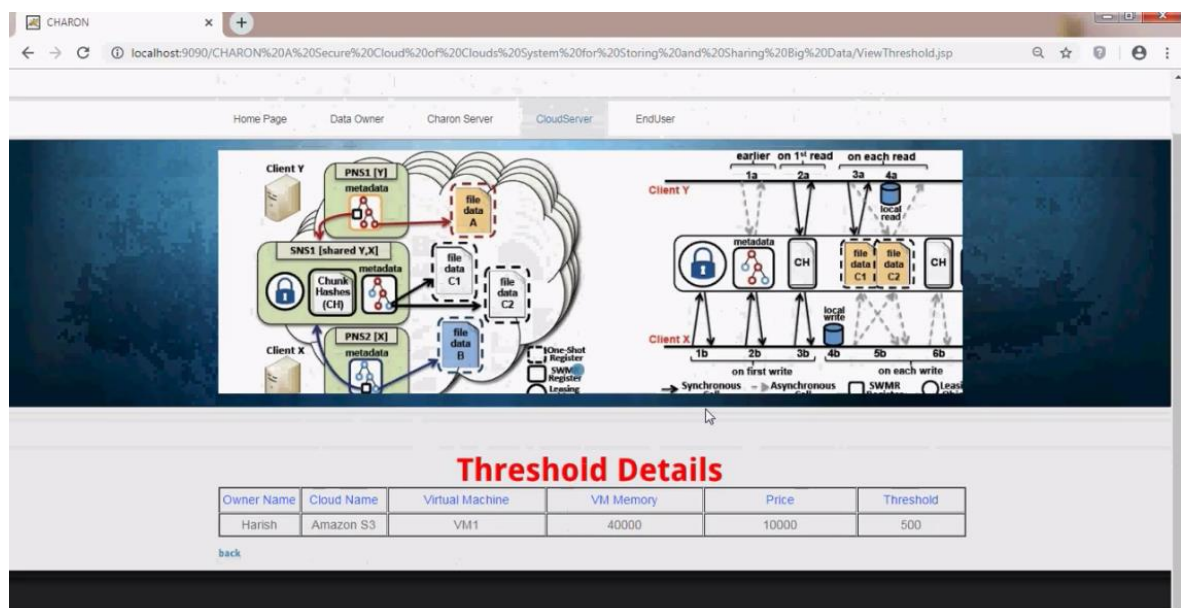 CHARON
localhost:9090/CHARON%20A%20Secure%20Cloud%20of%20Clouds%20System%20for%20Storing%20and%20Sharing%20Big%20Data/ViewThreshold.jsp
Home Page Data Owner Charon Server CloudServer EndUser
Client Y
PNS1 [Y]
metadata
file
data
A
SNS1 [shared Y,X]
Chunk
Hashes
(CH)
metadata
file
data
C1
file
data
C2
PNS2 [X]
Client X
metadata
file
data
B
One-Shot
Register
SWMR
Register
Leasing
earlier on 1st read on each read
1a 2a 3a 4a
Client Y
local
read
metadata
CH
file
data
C1
file
data
C2
CH
local
write
Client X
1b 2b 3b 4b 5b 6b
on first write on each write
Synchronous Asynchronous SWMR Leasi
Threshold Details
Owner Name Cloud Name Virtual Machine VM Memory Price Threshold
Harish Amazon S3 VM1 40000 10000 500
back